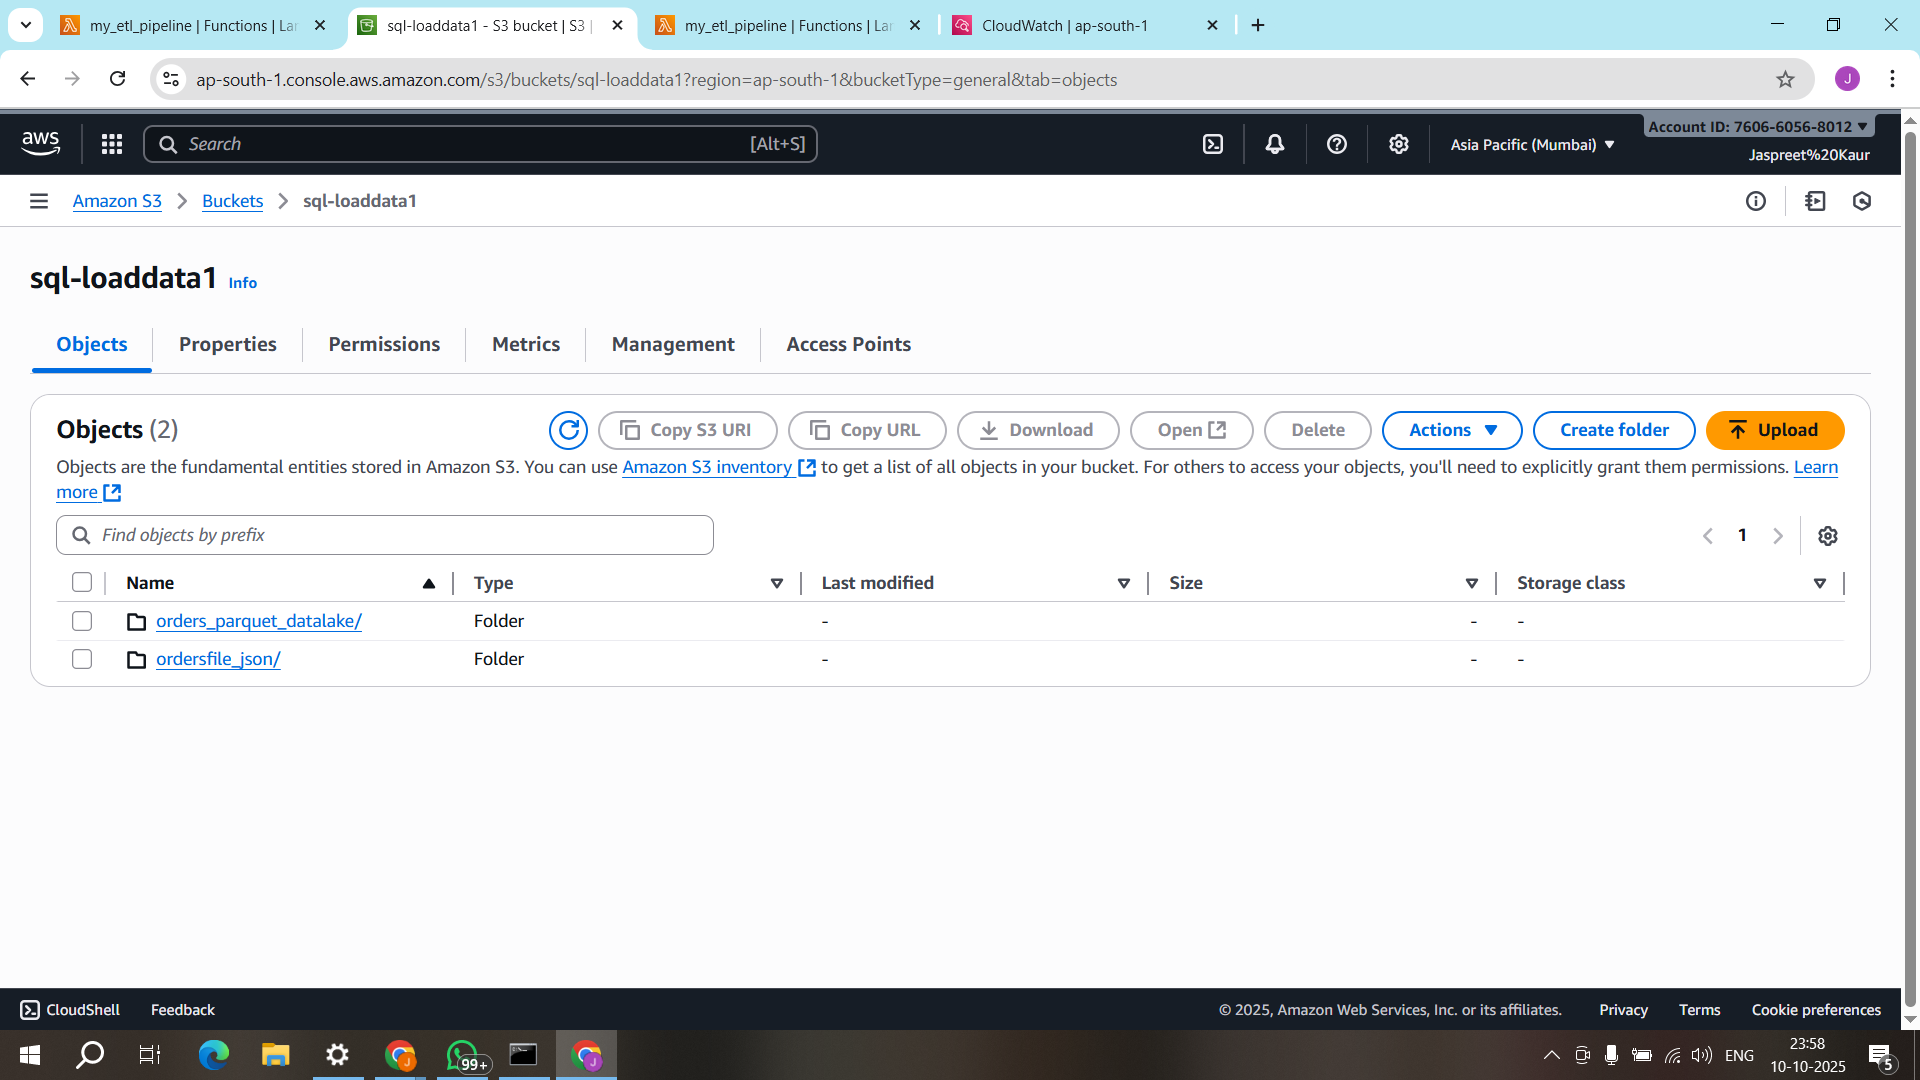 my_etl_pipeline | Functions | Lar
sql-loaddata1 - S3 bucket | S3 |
my_etl_pipeline | Functions | Lar
CloudWatch | ap-south-1
ap-south-1.console.aws.amazon.com/s3/buckets/sql-loaddata1?region=ap-south-1&bucketType=general&tab=objects
J
aws
Search
[Alt+S]
Asia Pacific (Mumbai)
Account ID: 7606-6056-8012
Jaspreet%20Kaur
Amazon S3
Buckets
sql-loaddata1
sql-loaddata1
Info
Objects
Properties
Permissions
Metrics
Management
Access Points
Objects (2)
Copy S3 URI
Copy URL
Download
Open
Delete
Actions
Create folder
Upload
Objects are the fundamental entities stored in Amazon S3. You can use Amazon S3 inventory to get a list of all objects in your bucket. For others to access your objects, you'll need to explicitly grant them permissions. Learn
more
Find objects by prefix
1
Name
Type
Last modified
Size
Storage class
orders_parquet_datalake/
Folder
-
-
-
ordersfile_json/
Folder
-
-
-
CloudShell
Feedback
© 2025, Amazon Web Services, Inc. or its affiliates.
Privacy
Terms
Cookie preferences
J
99+
J
ENG
23:58
10-10-2025
5